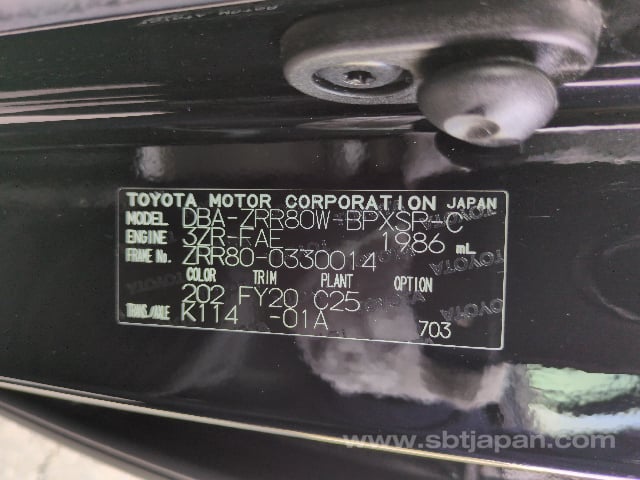 TOYOTA MOTOR CORPORATION JAPAN
MODEL DBA-ZRR80W-BPXSP-C
ENGINE 3ZR-FAE 1986 mL
FRAME No. ZRR80-0330014
COLOR TRIM PLANT OPTION
202 FY20 C25
TRANS./AXLE K114 -01A 703
www.sbtjapan.com